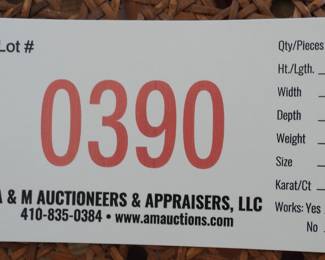 Lot #
0390
A & M AUCTIONEERS & APPRAISERS, LLC
410-835-0384 • www.amauctions.com
Qty/Pieces
Ht./Lgth.
Width
Depth
Weight
Size
Karat/Ct
Works: Yes
No